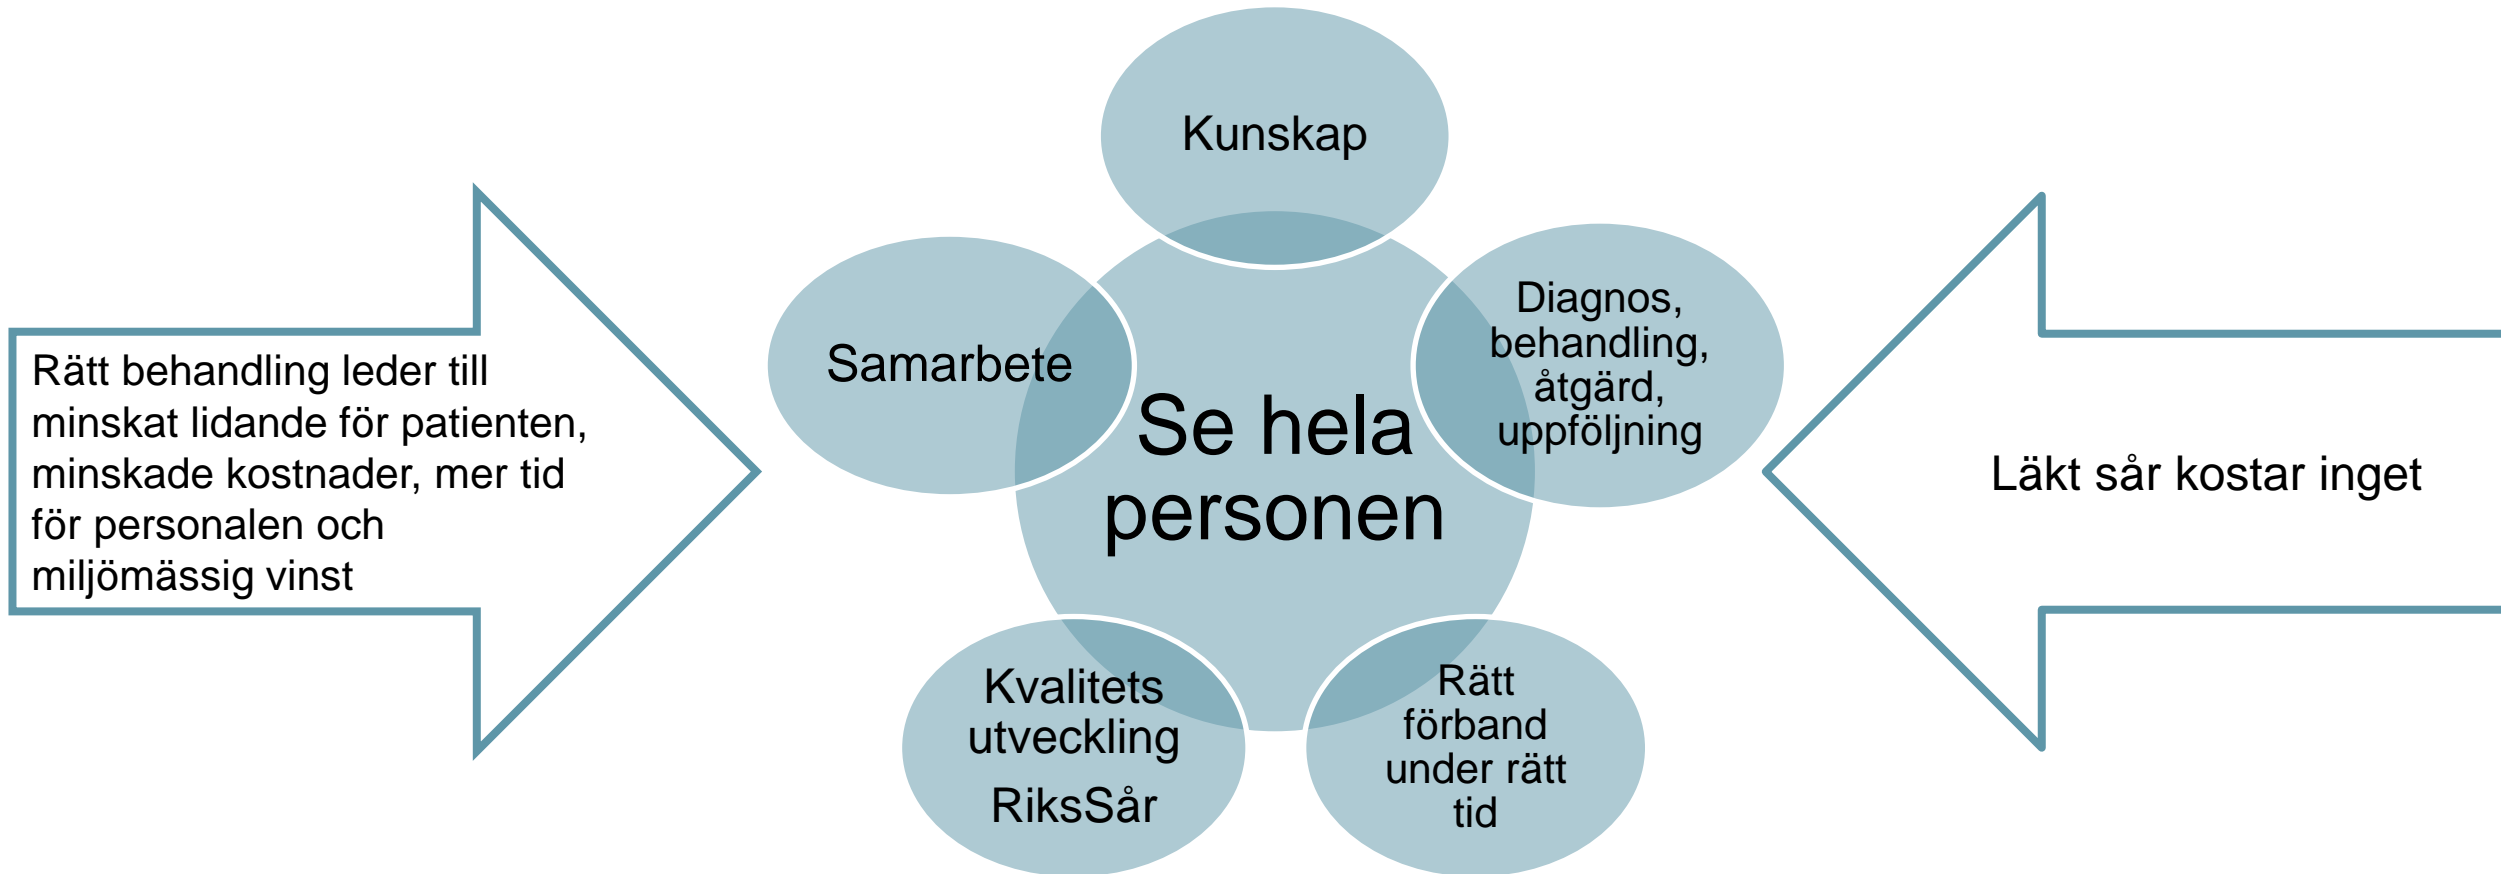 Rätt behandling leder till
minskat lidande för patienten,
minskade kostnader, mer tid
för personalen och
miljömässig vinst
Kunskap
Samarbete
Diagnos,
behandling,
åtgärd,
uppföljning
Se hela
personen
Kvalitets
utveckling
RiksSår
Rätt
förband
under rätt
tid
Läkt sår kostar inget